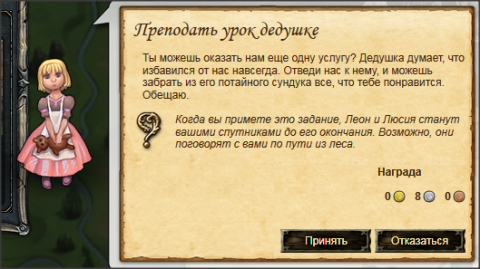 Преподать урок дедушке
Ты можешь оказать нам еще одну услугу? Дедушка думает, что
избавился от нас навсегда. Отведи нас к нему, и можешь
забрать из его потайного сундука все, что тебе понравится.
Обещаю.
Когда вы примете это задание, Леон и Люсия станут
вашими спутниками до его окончания. Возможно, они
поговорят с вами по пути из леса.
Награда
0 8 0
Принять Отказаться